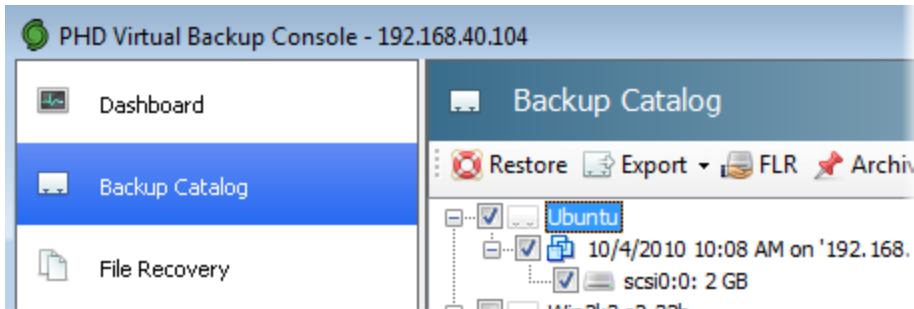 PHD Virtual Backup Console - 192.168.40.104
Dashboard
Backup Catalog
File Recovery
Backup Catalog
Restore Export FLR Archiv
Ubuntu
10/4/2010 10:08 AM on '192.168.
scsi0:0: 2 GB